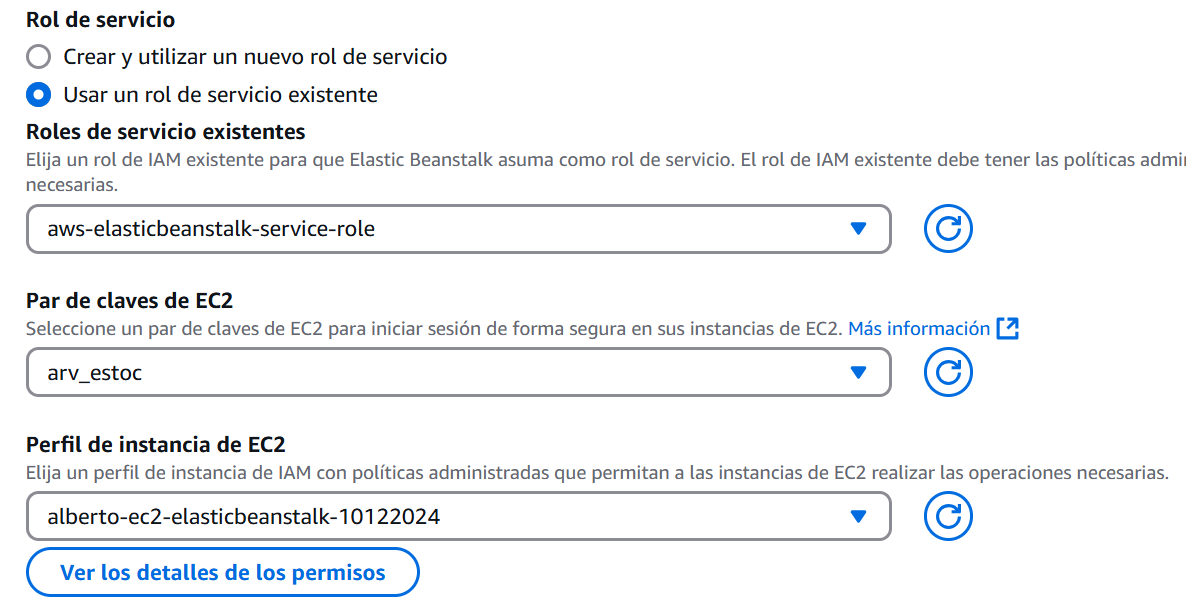 Rol de servicio
Crear y utilizar un nuevo rol de servicio
Usar un rol de servicio existente
Roles de servicio existentes
Elija un rol de IAM existente para que Elastic Beanstalk asuma como rol de servicio. El rol de IAM existente debe tener las políticas
necesarias.
aws-elasticbeanstalk-service-role
Par de claves de EC2
Seleccione un par de claves de EC2 para iniciar sesión de forma segura en sus instancias de EC2. Más información
arv_estoc
Perfil de instancia de EC2
Elija un perfil de instancia de IAM con políticas administradas que permitan a las instancias de EC2 realizar las operaciones necesarias.
alberto-ec2-elasticbeanstalk-10122024
Ver los detalles de los permisos